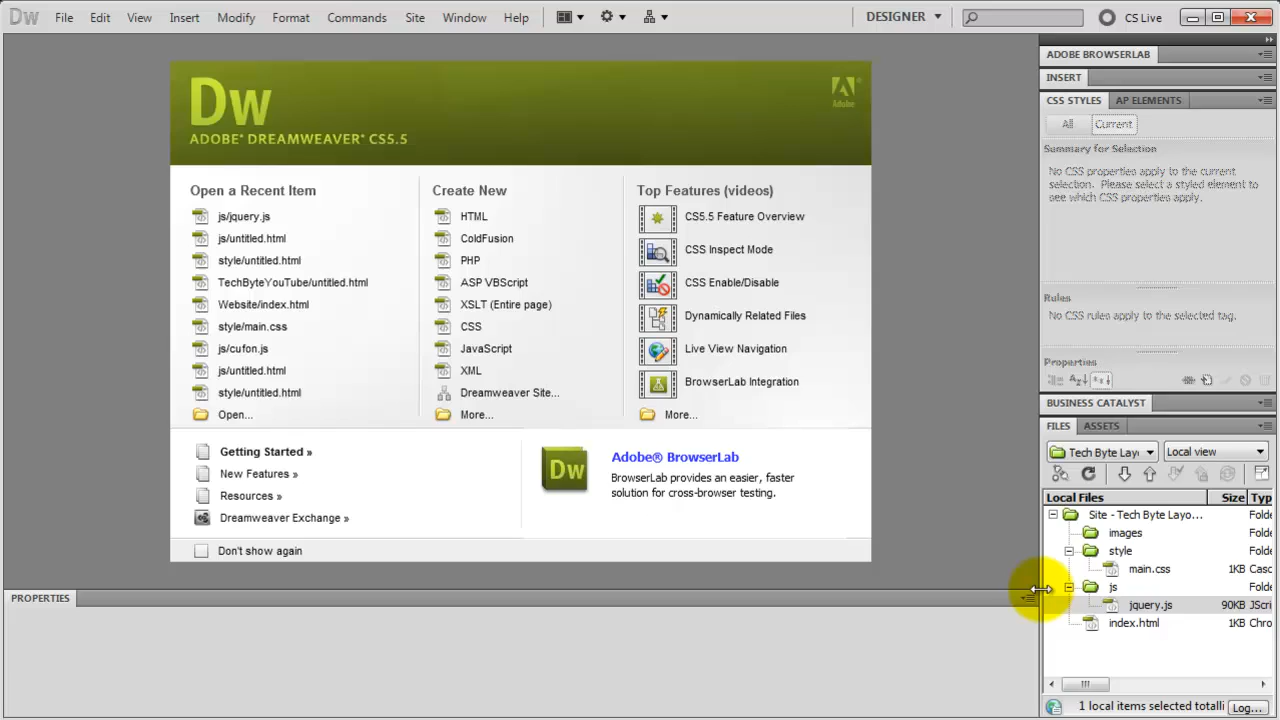 Dw File Edit View Insert Modify Format Commands Site Window Help DESIGNER CS Live
ADOBE BROWSERLAB
INSERT
CSS STYLES AP ELEMENTS
All Current
Summary for Selection
No CSS properties apply to the current
selection. Please select a styled element to
see which CSS properties apply.
Rules
No CSS rules apply to the selected tag.
Properties
BUSINESS CATALYST
FILES ASSETS
Tech Byte Layo Local view
Local Files Size Typ
Site - Tech Byte Layo... Folde
images Folde
style Folde
main.css 1KB Casc
js Folde
jquery.js 90KB JScri
index.html 1KB Chro
1 local items selected totalli Log...
Dw
Adobe
ADOBE® DREAMWEAVER® CS5.5
Open a Recent Item
js/jquery.js
js/untitled.html
style/untitled.html
TechByteYouTube/untitled.html
Website/index.html
style/main.css
js/cufon.js
js/untitled.html
style/untitled.html
Open...
Create New
HTML
ColdFusion
PHP
ASP VBScript
XSLT (Entire page)
CSS
JavaScript
XML
Dreamweaver Site...
More...
Top Features (videos)
CS5.5 Feature Overview
CSS Inspect Mode
CSS Enable/Disable
Dynamically Related Files
Live View Navigation
BrowserLab Integration
More...
Getting Started »
New Features »
Resources »
Dreamweaver Exchange »
Dw
Adobe® BrowserLab
BrowserLab provides an easier, faster
solution for cross-browser testing.
Don't show again
PROPERTIES